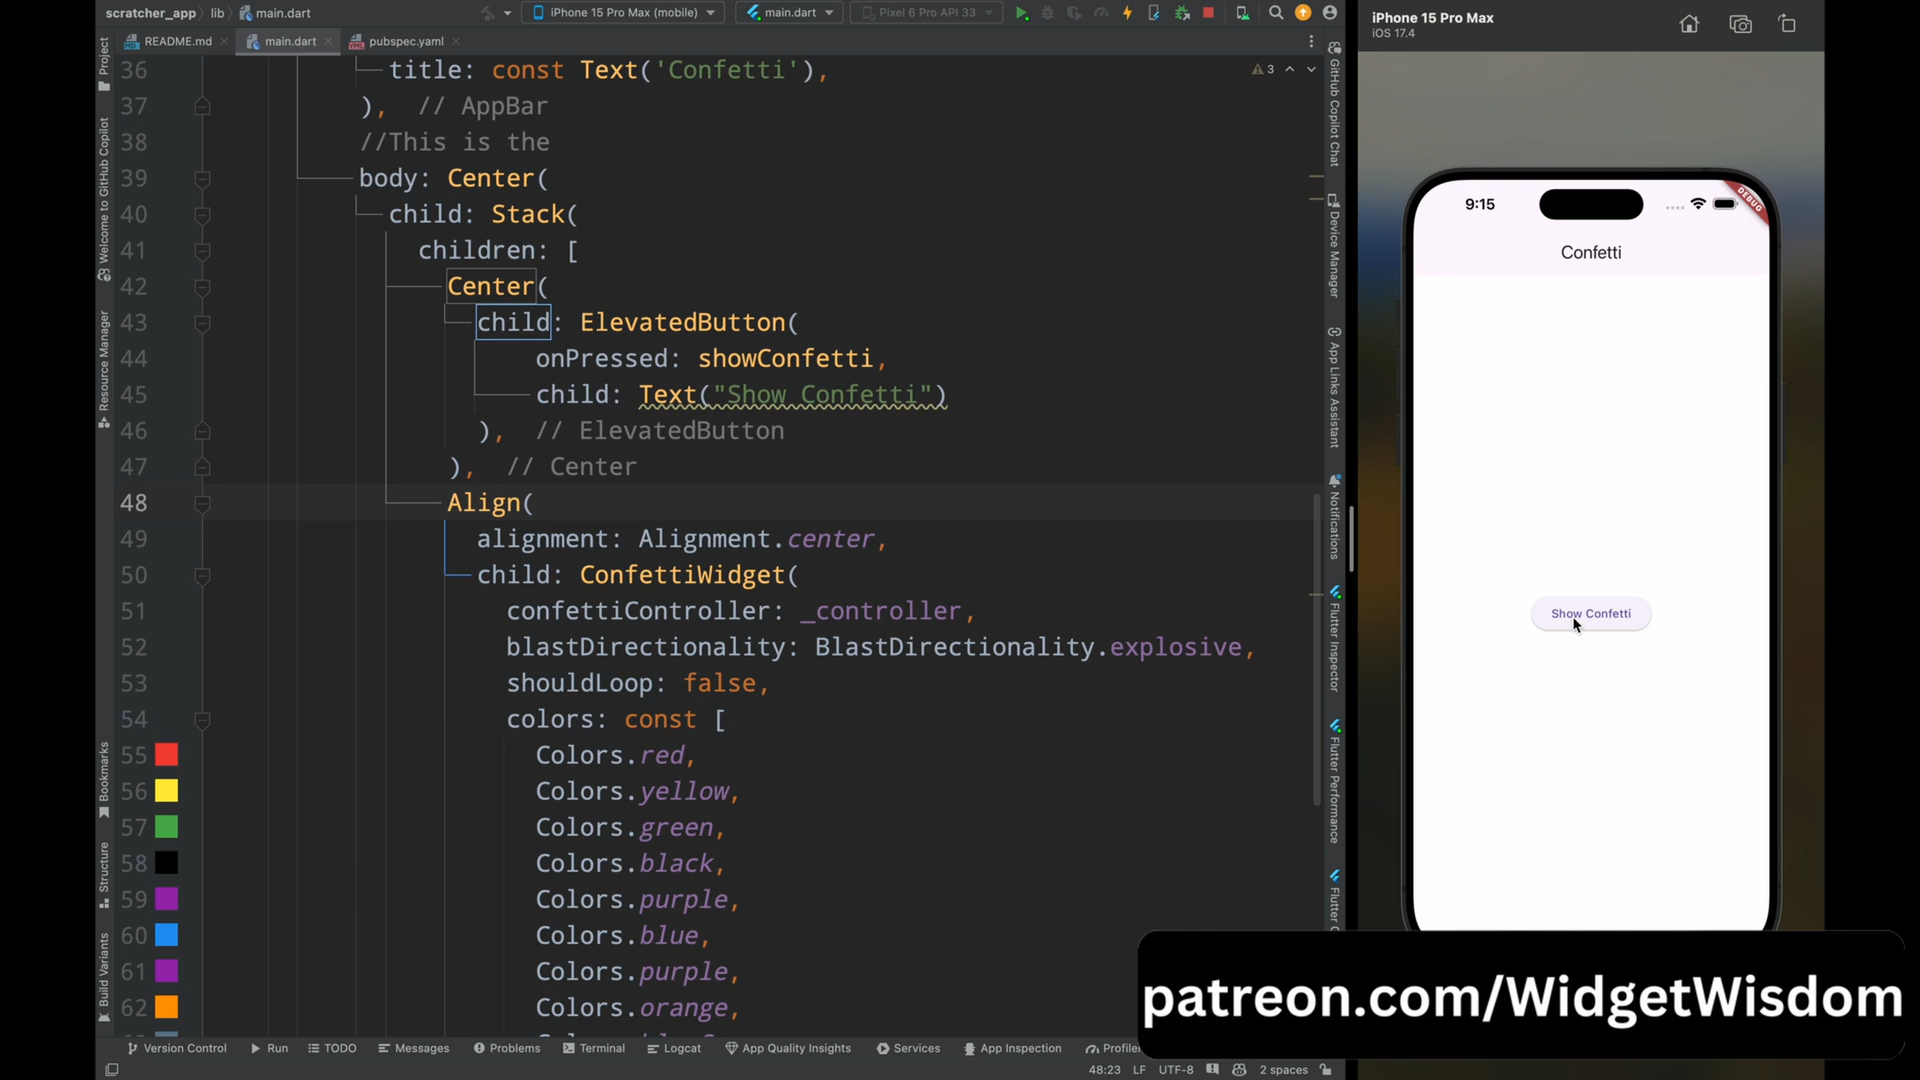 scratcher_app lib main.dart
iPhone 15 Pro Max (mobile)
main.dart
Pixel 6 Pro API 33
README.md
main.dart
pubspec.yaml
3
36 title: const Text('Confetti'),
37 ), // AppBar
38 //This is the
39 body: Center(
40 child: Stack(
41 children: [
42 Center(
43 child: ElevatedButton(
44 onPressed: showConfetti,
45 child: Text("Show Confetti")
46 ), // ElevatedButton
47 ), // Center
48 Align(
49 alignment: Alignment.center,
50 child: ConfettiWidget(
51 confettiController: _controller,
52 blastDirectionality: BlastDirectionality.explosive,
53 shouldLoop: false,
54 colors: const [
55 Colors.red,
56 Colors.yellow,
57 Colors.green,
58 Colors.black,
59 Colors.purple,
60 Colors.blue,
61 Colors.purple,
62 Colors.orange,
Project
Welcome to GitHub Copilot
Resource Manager
Bookmarks
Structure
Build Variants
GitHub Copilot Chat
Device Manager
App Links Assistant
Notifications
Flutter Inspector
Flutter Performance
Version Control
Run
TODO
Messages
Problems
Terminal
Logcat
App Quality Insights
Services
App Inspection
Profiler
48:23 LF UTF-8 2 spaces
iPhone 15 Pro Max
iOS 17.4
9:15
DEBUG
Confetti
Show Confetti
patreon.com/WidgetWisdom